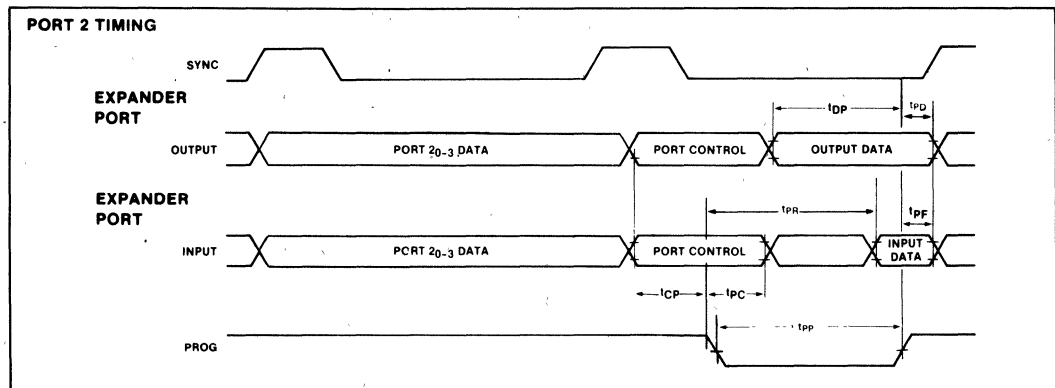 PORT 2 TIMING
SYNC
EXPANDER
PORT
tDP
tPD
OUTPUT
PORT 20-3 DATA
PORT CONTROL
OUTPUT DATA
EXPANDER
PORT
tPR
tPF
INPUT
PORT 20-3 DATA
PORT CONTROL
INPUT
DATA
tCP
tPC
tPP
PROG